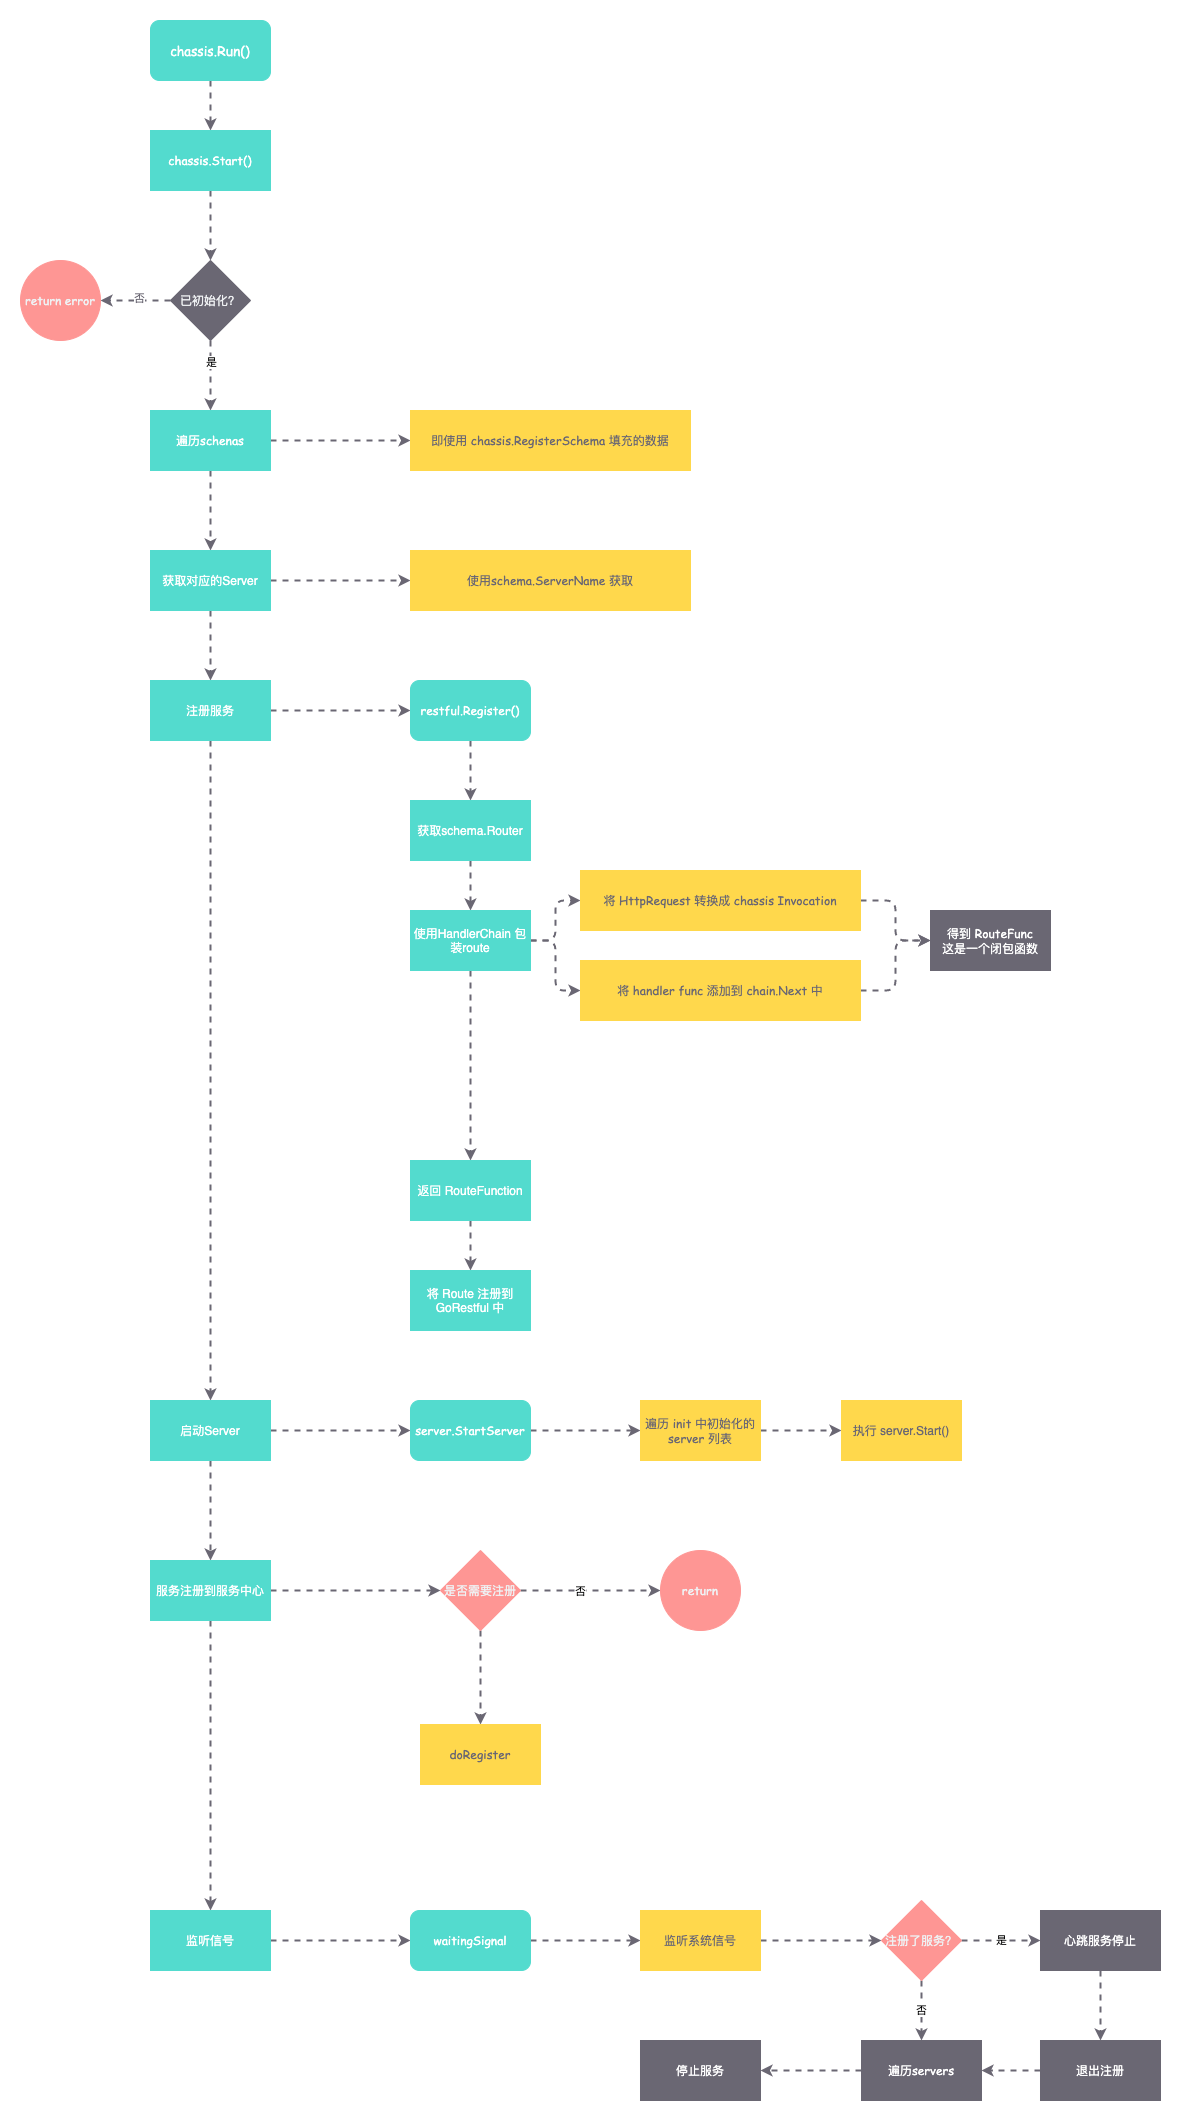 chassis.Run()
chassis.Start()
return error
否
已初始化?
是
遍历schenas
即使用 chassis.RegisterSchema 填充的数据
获取对应的Server
使用schema.ServerName 获取
注册服务
restful.Register()
获取schema.Router
将 HttpRequest 转换成 chassis Invocation
使用HandlerChain 包
装route
得到 RouteFunc
这是一个闭包函数
将 handler func 添加到 chain.Next 中
返回 RouteFunction
将 Route 注册到
GoRestful 中
启动Server
server.StartServer
遍历 init 中初始化的
server 列表
执行 server.Start()
服务注册到服务中心
是否需要注册
否
return
doRegister
监听信号
waitingSignal
监听系统信号
注册了服务?
是
心跳服务停止
否
停止服务
遍历servers
退出注册